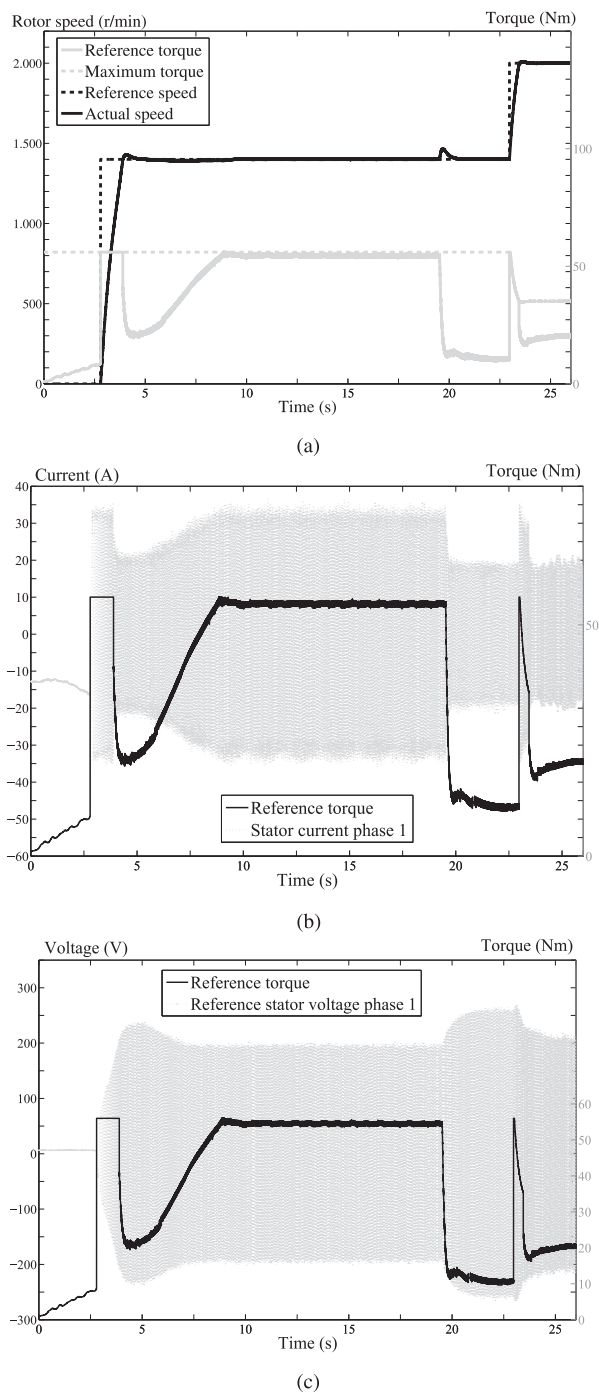 Rotor speed (r/min) Torque (Nm)
Reference torque
Maximum torque
Reference speed
Actual speed
2.000
1.500
1.000
500
0
100
50
0
0 5 10 15 20 25
Time (s)
(a)
Current (A) Torque (Nm)
40
30
20
10
0
−10
−20
−30
−40
−50
−60
50
0
Reference torque
Stator current phase 1
0 5 10 15 20 25
Time (s)
(b)
Voltage (V) Torque (Nm)
Reference torque
Reference stator voltage phase 1
300
200
100
0
-100
-200
−300
60
50
40
30
20
10
0
0 5 10 15 20 25
Time (s)
(c)